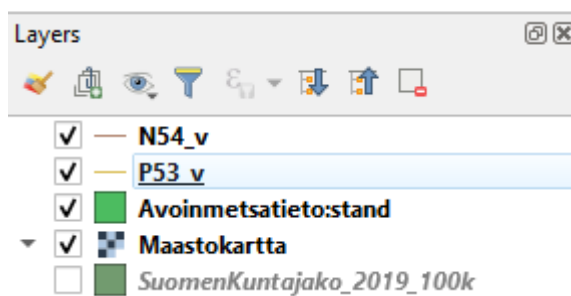 Layers
N54_v
P53_v
Avoinmetsatieto:stand
Maastokartta
SuomenKuntajako_2019_100k